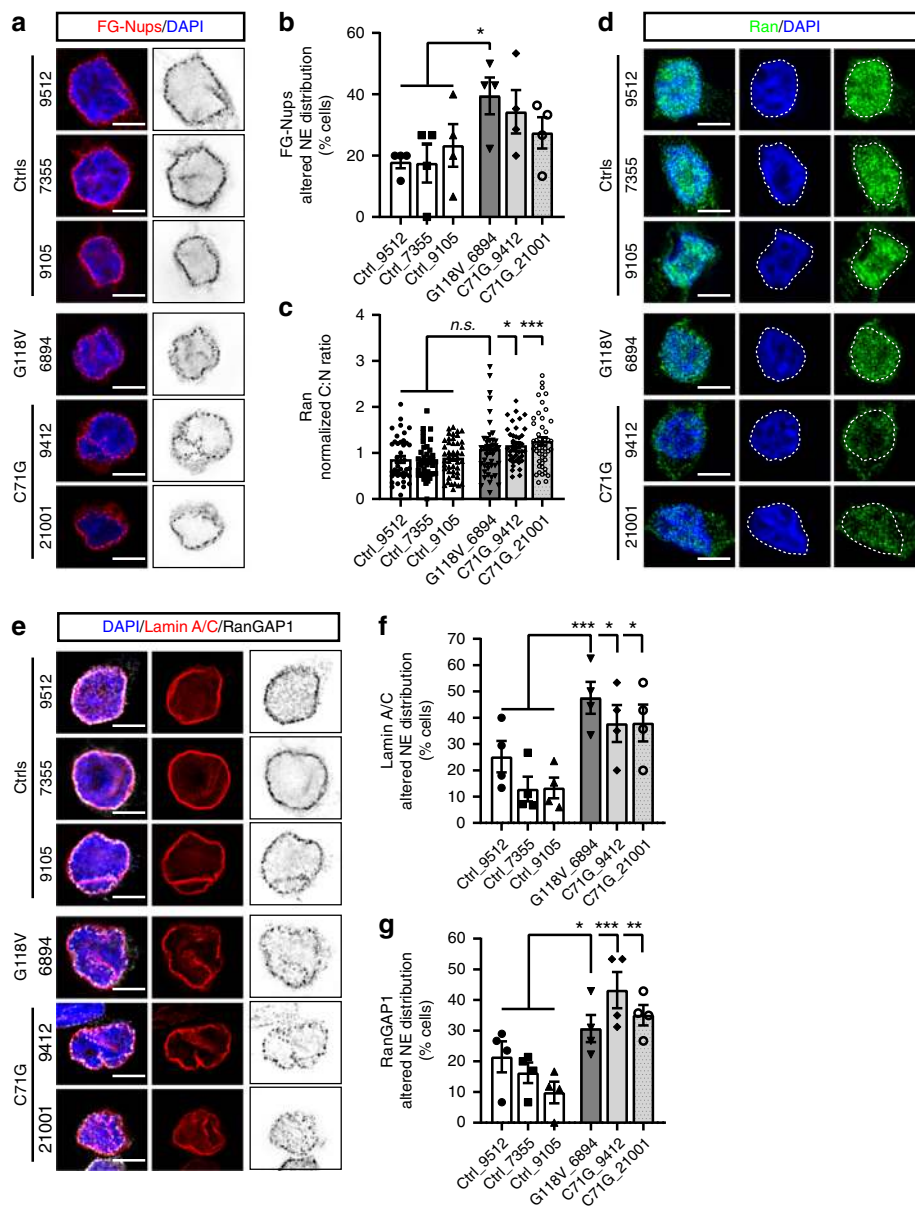 a
FG-Nups/DAPI
Ctrls
9512
7355
9105
G118V
6894
C71G
9412
21001
b
FG-Nups
altered NE distribution
(% cells)
60
40
20
0
*
Ctrl_9512
Ctrl_7355
Ctrl_9105
G118V_6894
C71G_9412
C71G_21001
c
Ran
normalized C:N ratio
4
3
2
1
0
n.s.
*
***
Ctrl_9512
Ctrl_7355
Ctrl_9105
G118V_6894
C71G_9412
C71G_21001
d
Ran/DAPI
Ctrls
9512
7355
9105
G118V
6894
C71G
9412
21001
e
DAPI/Lamin A/C/RanGAP1
Ctrls
9512
7355
9105
G118V
6894
C71G
9412
21001
f
Lamin A/C
altered NE distribution
(% cells)
70
60
50
40
30
20
10
0
***
*
*
Ctrl_9512
Ctrl_7355
Ctrl_9105
G118V_6894
C71G_9412
C71G_21001
g
RanGAP1
altered NE distribution
(% cells)
60
50
40
30
20
10
0
*
***
**
Ctrl_9512
Ctrl_7355
Ctrl_9105
G118V_6894
C71G_9412
C71G_21001